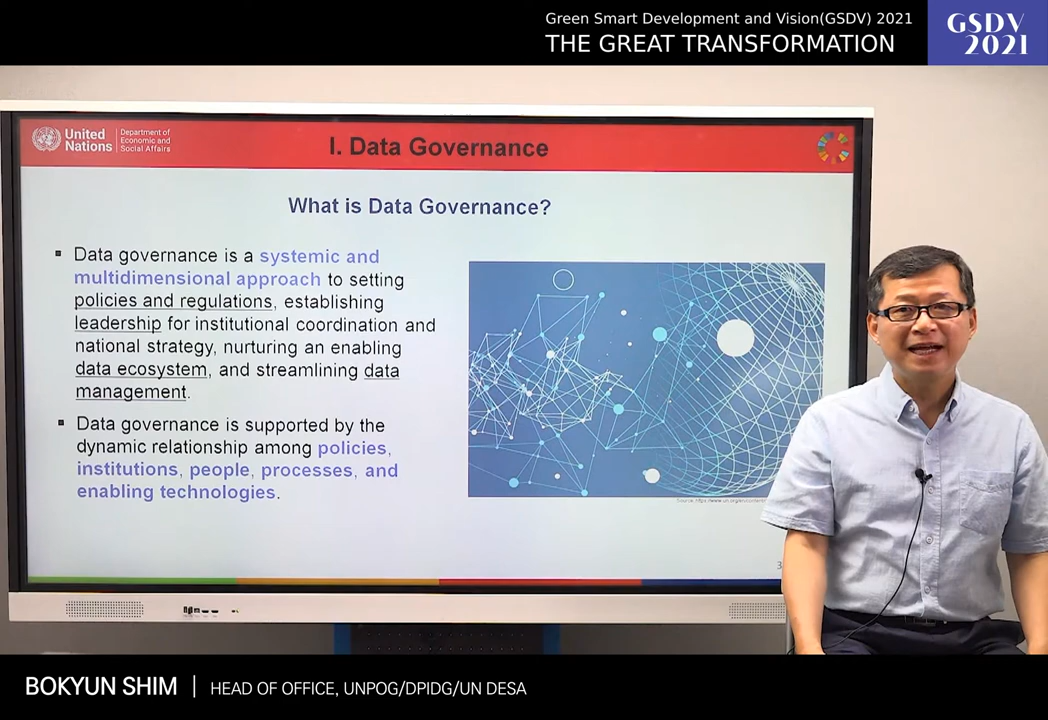 Green Smart Development and Vision(GSDV) 2021
THE GREAT TRANSFORMATION
GSDV
2021
United
Nations
Department of
Economic and
Social Affairs
I. Data Governance
What is Data Governance?
▪ Data governance is a systemic and
multidimensional approach to setting
policies and regulations, establishing
leadership for institutional coordination and
national strategy, nurturing an enabling
data ecosystem, and streamlining data
management.
▪ Data governance is supported by the
dynamic relationship among policies,
institutions, people, processes, and
enabling technologies.
3
BOKYUN SHIM | HEAD OF OFFICE, UNPOG/DPIDG/UN DESA